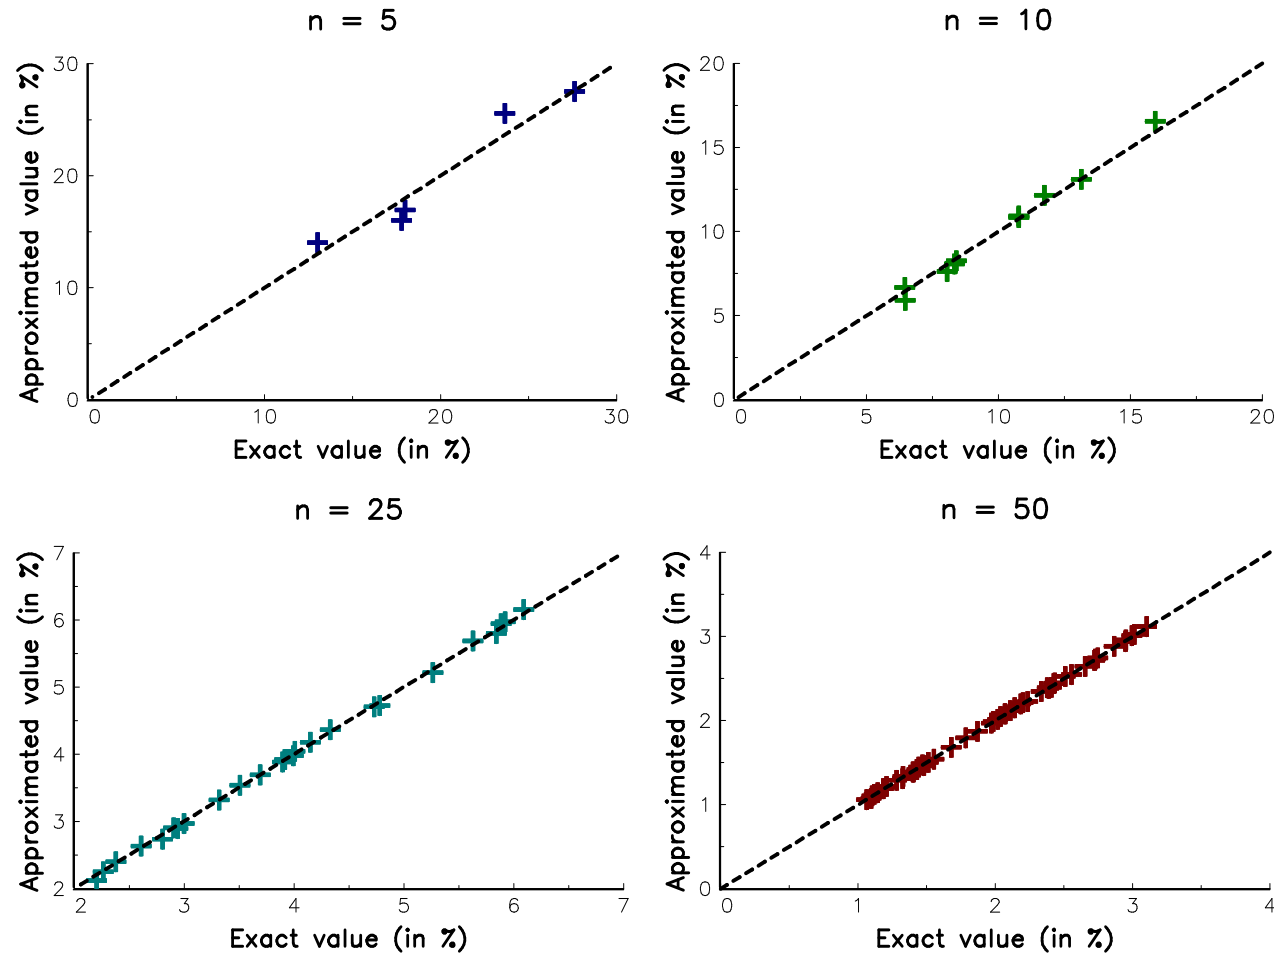 n = 5
Approximated value (in %)
30
20
10
0
0 10 20 30
Exact value (in %)
n = 10
Approximated value (in %)
20
15
10
5
0
0 5 10 15 20
Exact value (in %)
n = 25
Approximated value (in %)
7
6
5
4
3
2
2 3 4 5 6 7
Exact value (in %)
n = 50
Approximated value (in %)
4
3
2
1
0
0 1 2 3 4
Exact value (in %)